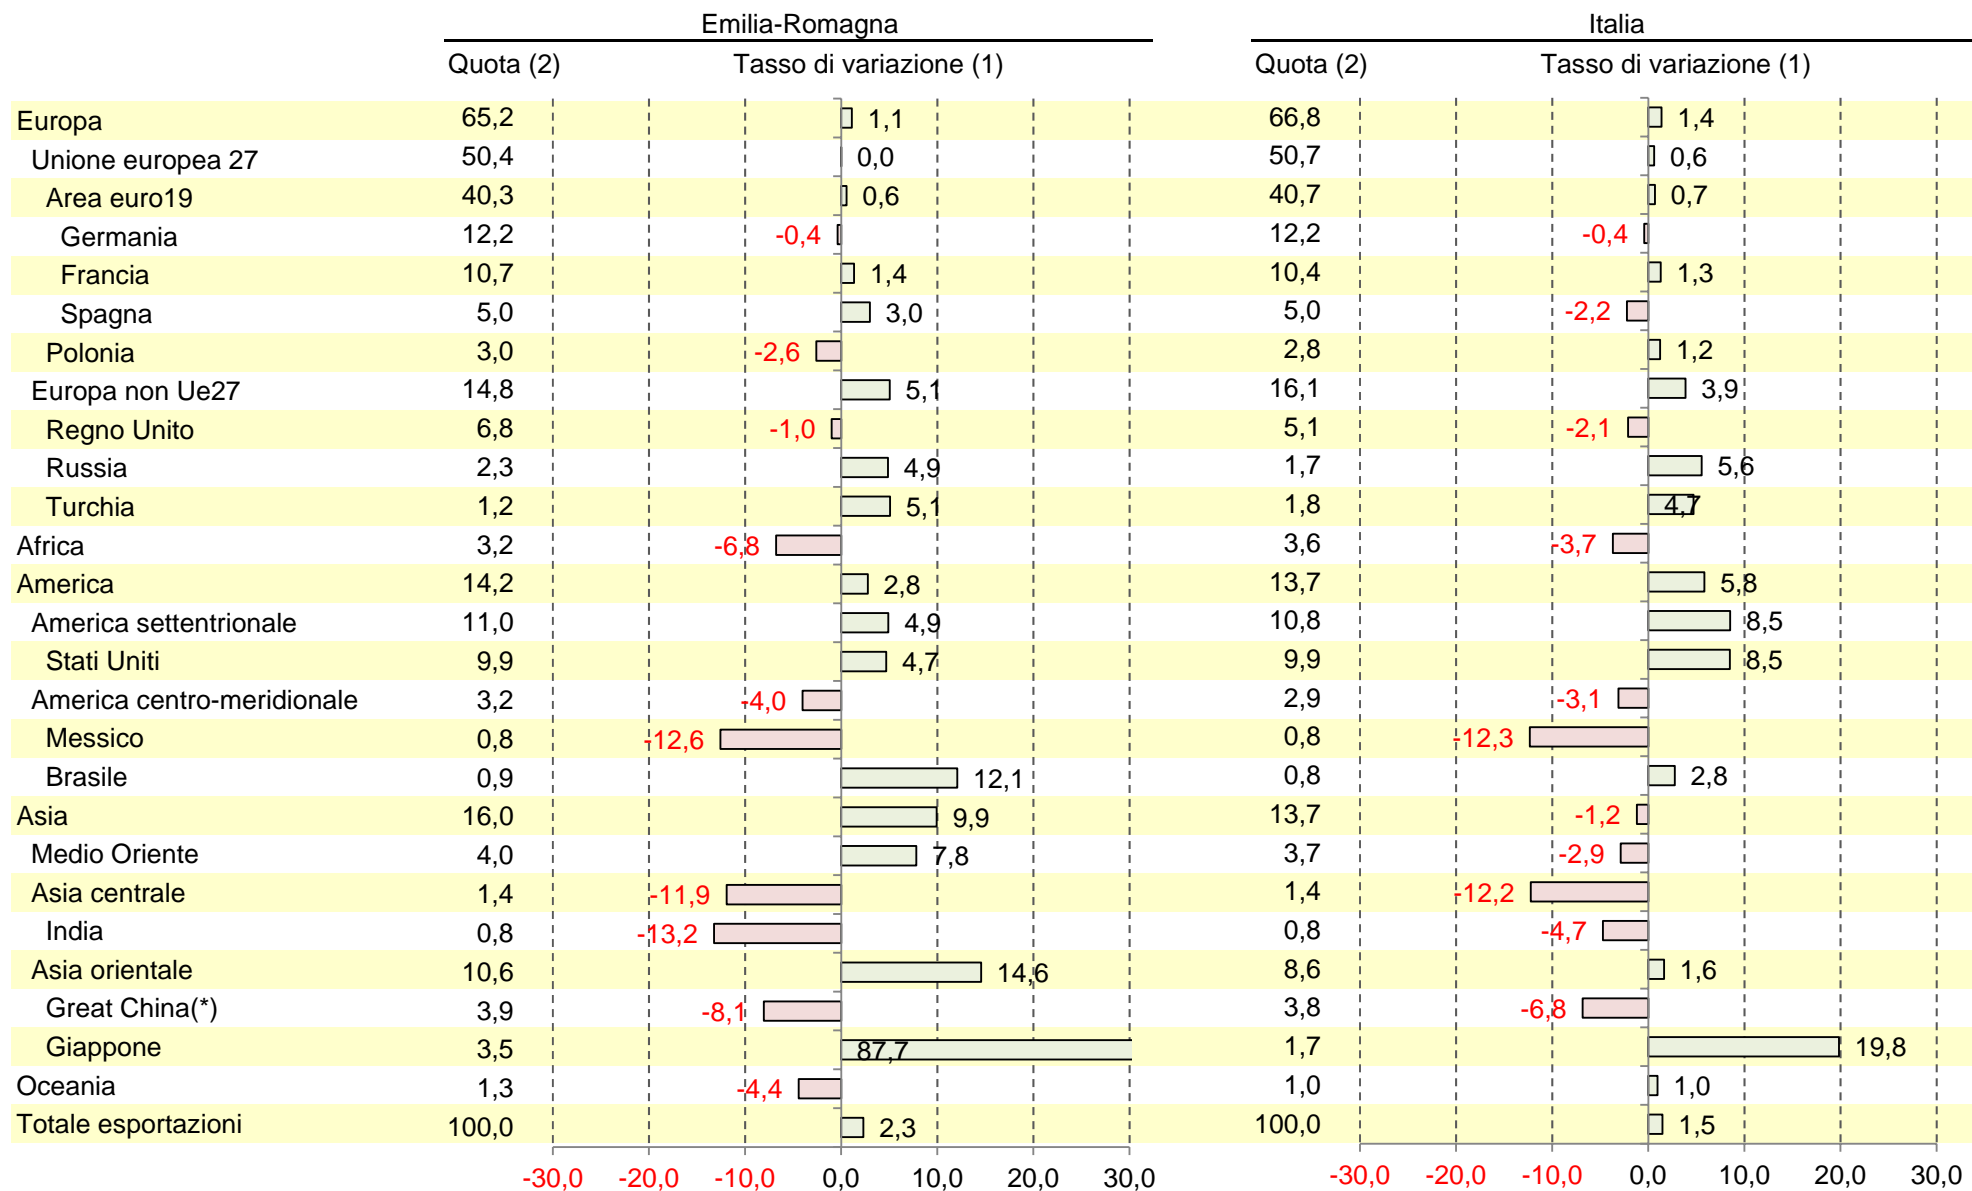 Emilia-Romagna Italia
Quota (2) Tasso di variazione (1) Quota (2) Tasso di variazione (1)
Europa 65,2 1,1 66,8 1,4
Unione europea 27 50,4 0,0 50,7 0,6
Area euro19 40,3 0,6 40,7 0,7
Germania 12,2 -0,4 12,2 -0,4
Francia 10,7 1,4 10,4 1,3
Spagna 5,0 3,0 5,0 -2,2
Polonia 3,0 -2,6 2,8 1,2
Europa non Ue27 14,8 5,1 16,1 3,9
Regno Unito 6,8 -1,0 5,1 -2,1
Russia 2,3 4,9 1,7 5,6
Turchia 1,2 5,1 1,8 4,7
Africa 3,2 -6,8 3,6 -3,7
America 14,2 2,8 13,7 5,8
America settentrionale 11,0 4,9 10,8 8,5
Stati Uniti 9,9 4,7 9,9 8,5
America centro-meridionale 3,2 -4,0 2,9 -3,1
Messico 0,8 -12,6 0,8 -12,3
Brasile 0,9 12,1 0,8 2,8
Asia 16,0 9,9 13,7 -1,2
Medio Oriente 4,0 7,8 3,7 -2,9
Asia centrale 1,4 -11,9 1,4 -12,2
India 0,8 -13,2 0,8 -4,7
Asia orientale 10,6 14,6 8,6 1,6
Great China(*) 3,9 -8,1 3,8 -6,8
Giappone 3,5 87,7 1,7 19,8
Oceania 1,3 -4,4 1,0 1,0
Totale esportazioni 100,0 2,3 100,0 1,5
-30,0 -20,0 -10,0 0,0 10,0 20,0 30,0 -30,0 -20,0 -10,0 0,0 10,0 20,0 30,0